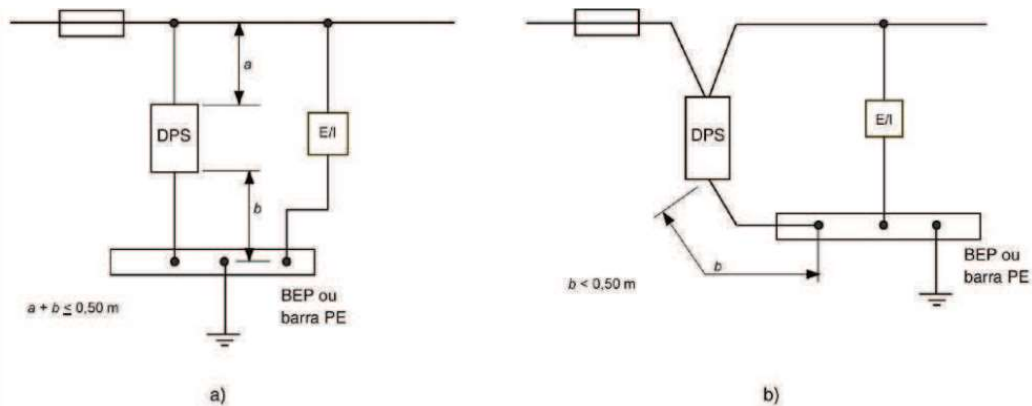 a
DPS
E/I
b
BEP ou
barra PE
a + b ≤ 0,50 m
a)
DPS
E/I
b
BEP ou
barra PE
b < 0,50 m
b)